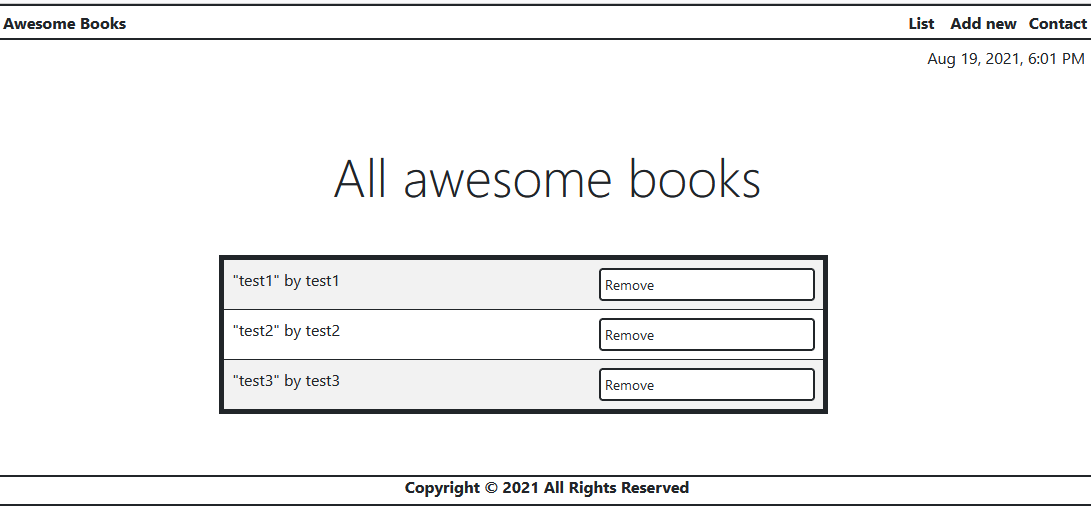 Awesome Books List Add new Contact
Aug 19, 2021, 6:01 PM
All awesome books
"test1" by test1 Remove
"test2" by test2 Remove
"test3" by test3 Remove
Copyright © 2021 All Rights Reserved